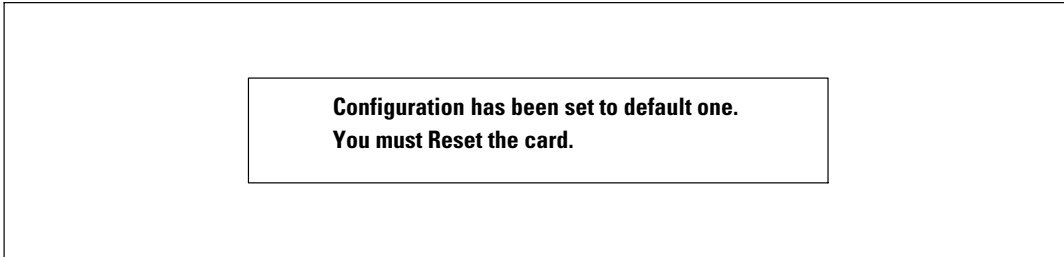 Configuration has been set to default one.
You must Reset the card.